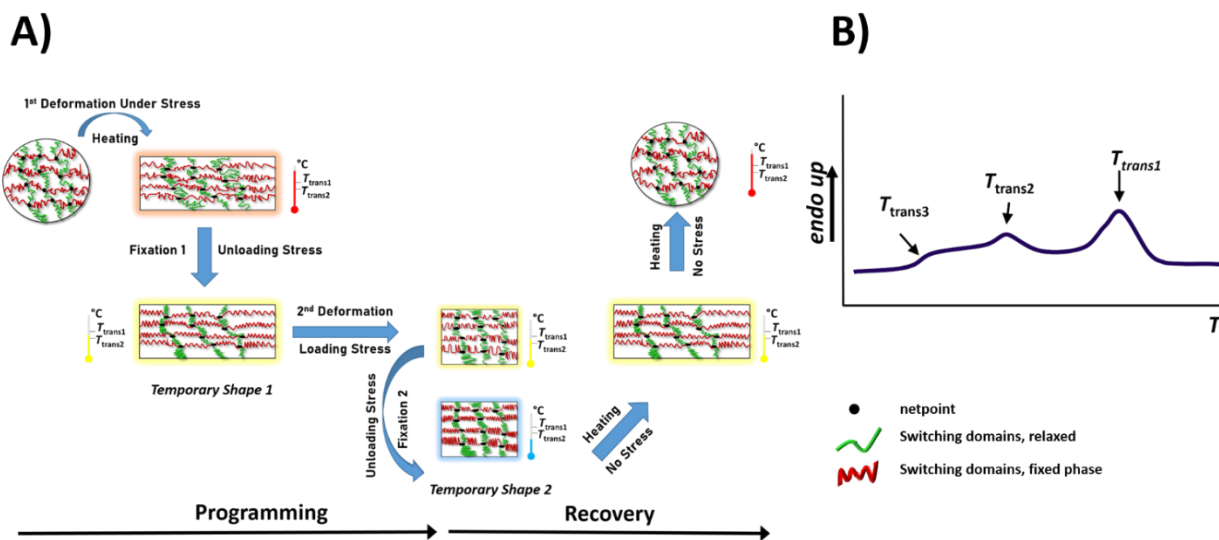 A)
1st Deformation Under Stress
Heating
°C
Ttrans1
Ttrans2
Fixation 1
Unloading Stress
°C
Ttrans1
Ttrans2
Temporary Shape 1
2nd Deformation
Loading Stress
°C
Ttrans1
Ttrans2
Unloading Stress
Fixation 2
°C
Ttrans1
Ttrans2
Temporary Shape 2
Heating
No Stress
°C
Ttrans1
Ttrans2
Heating
No Stress
°C
Ttrans1
Ttrans2
Programming
Recovery
B)
endo up
Ttrans3
Ttrans2
Ttrans1
T
netpoint
Switching domains, relaxed
Switching domains, fixed phase